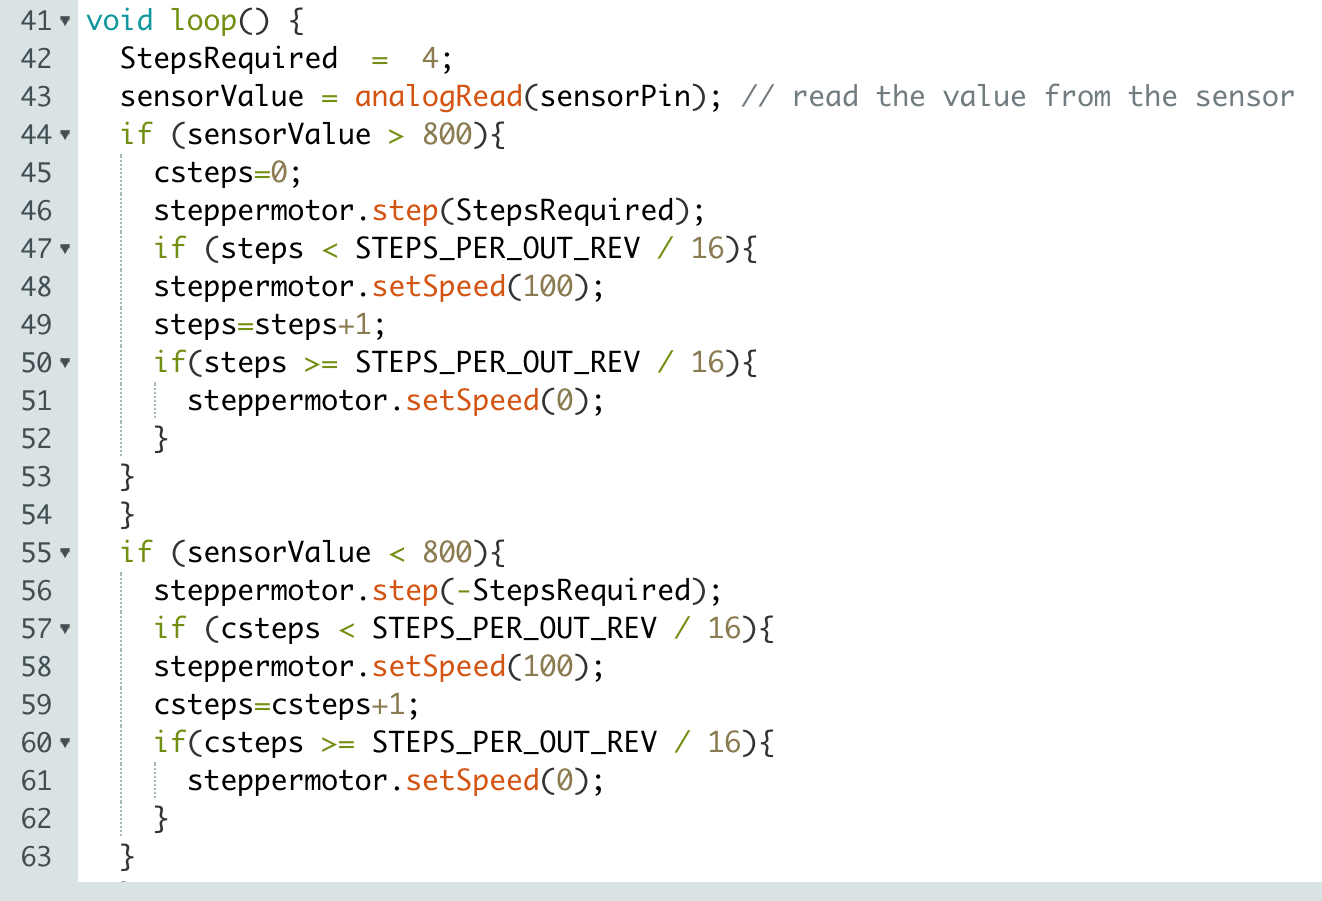 41 void loop() {
42   StepsRequired  =  4;
43   sensorValue = analogRead(sensorPin); // read the value from the sensor
44   if (sensorValue > 800){
45     csteps=0;
46     steppermotor.step(StepsRequired);
47     if (steps < STEPS_PER_OUT_REV / 16){
48     steppermotor.setSpeed(100);
49     steps=steps+1;
50     if(steps >= STEPS_PER_OUT_REV / 16){
51       steppermotor.setSpeed(0);
52     }
53   }
54   }
55   if (sensorValue < 800){
56     steppermotor.step(-StepsRequired);
57     if (csteps < STEPS_PER_OUT_REV / 16){
58     steppermotor.setSpeed(100);
59     csteps=csteps+1;
60     if(csteps >= STEPS_PER_OUT_REV / 16){
61       steppermotor.setSpeed(0);
62     }
63   }